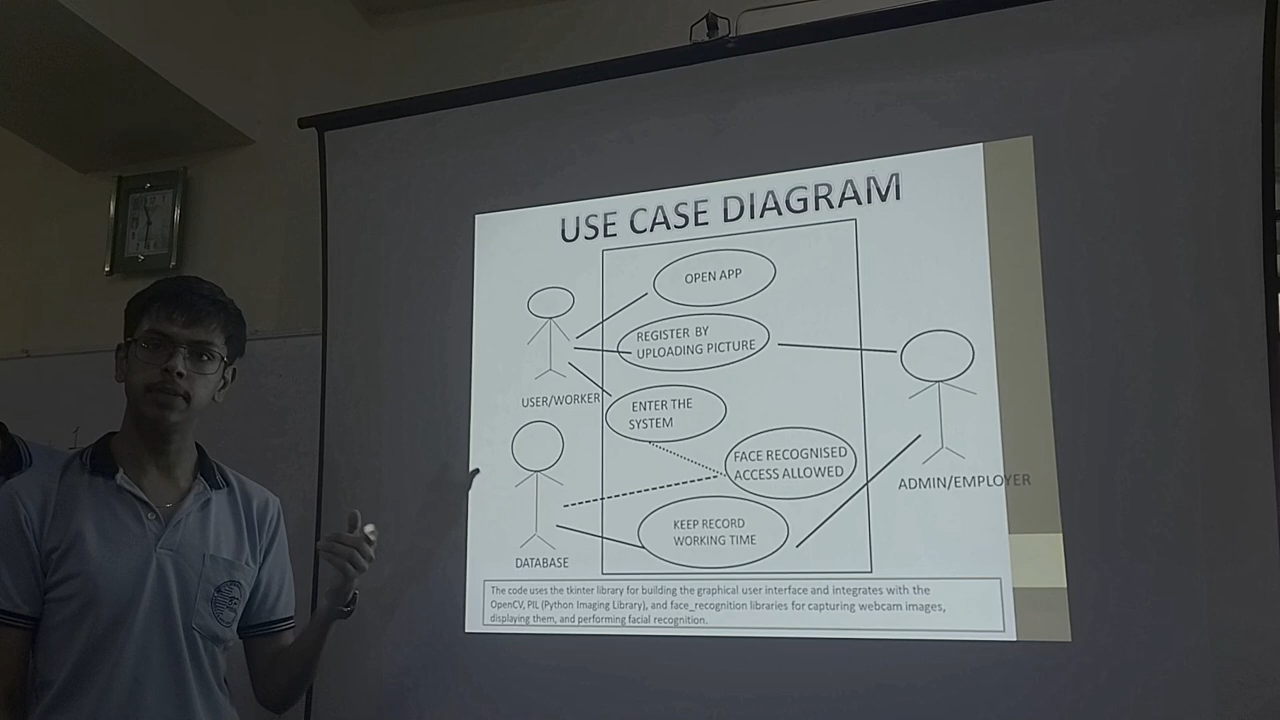 USE CASE DIAGRAM
OPEN APP
REGISTER BY
UPLOADING PICTURE
USER/WORKER
ENTER THE
SYSTEM
FACE RECOGNISED
ACCESS ALLOWED
ADMIN/EMPLOYER
KEEP RECORD
WORKING TIME
DATABASE
The code uses the tkinter library for building the graphical user interface and integrates with the
OpenCV, PIL (Python Imaging Library), and face_recognition libraries for capturing webcam images,
displaying them, and performing facial recognition.